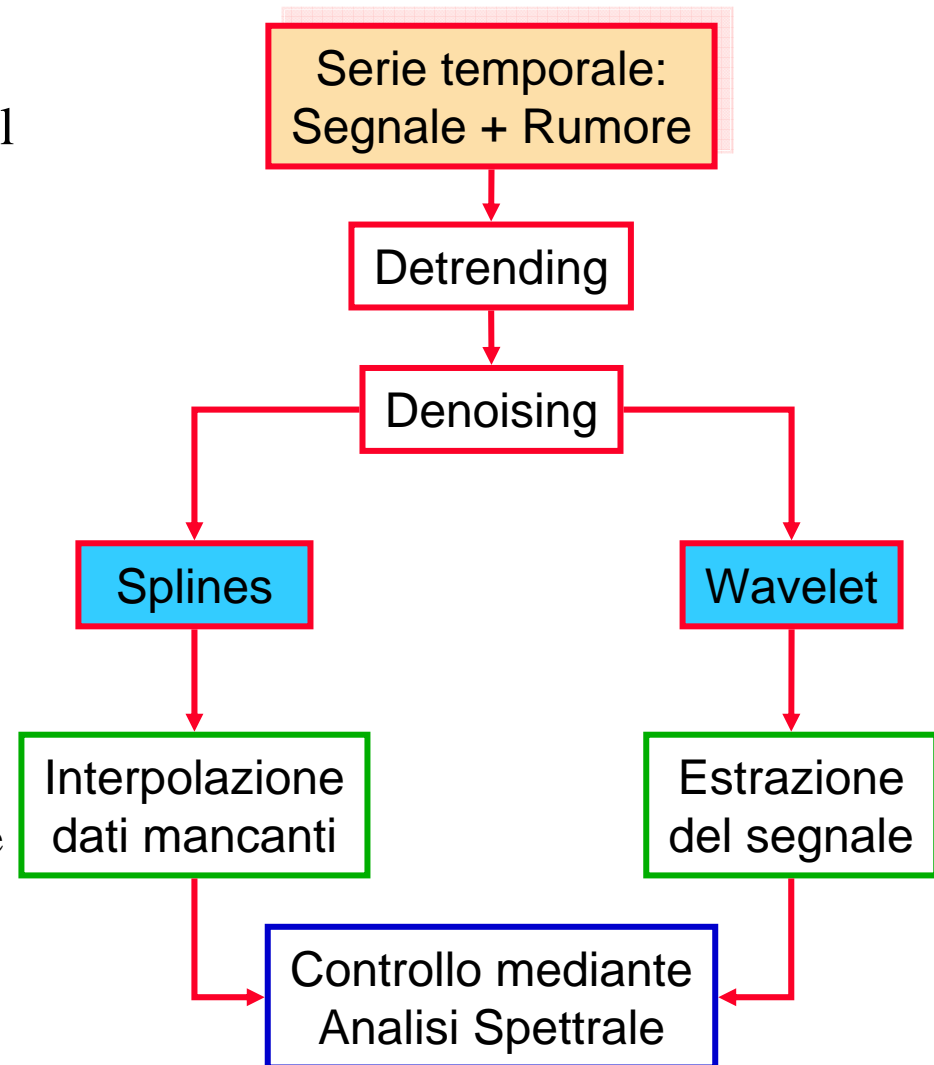 Serie temporale:
Segnale + Rumore
l
Detrending
Denoising
Splines
Wavelet
Interpolazione
dati mancanti
Estrazione
del segnale
e
Controllo mediante
Analisi Spettrale